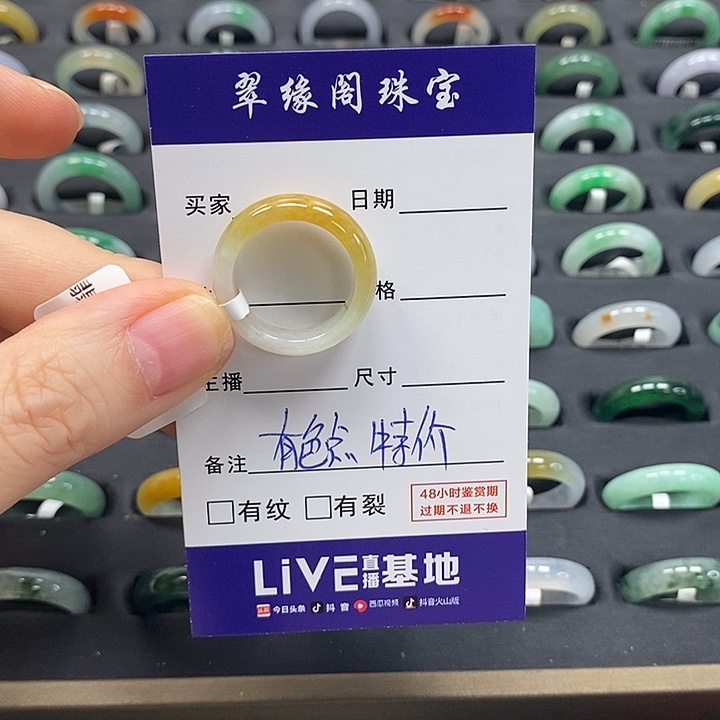 翠缘阁珠宝
买家 日期
格
主播 尺寸
备注 有色点 特价
□有纹 □有裂
48小时鉴赏期
过期不退不换
LiVE直播基地
今日头条 抖音 西瓜视频 抖音火山版